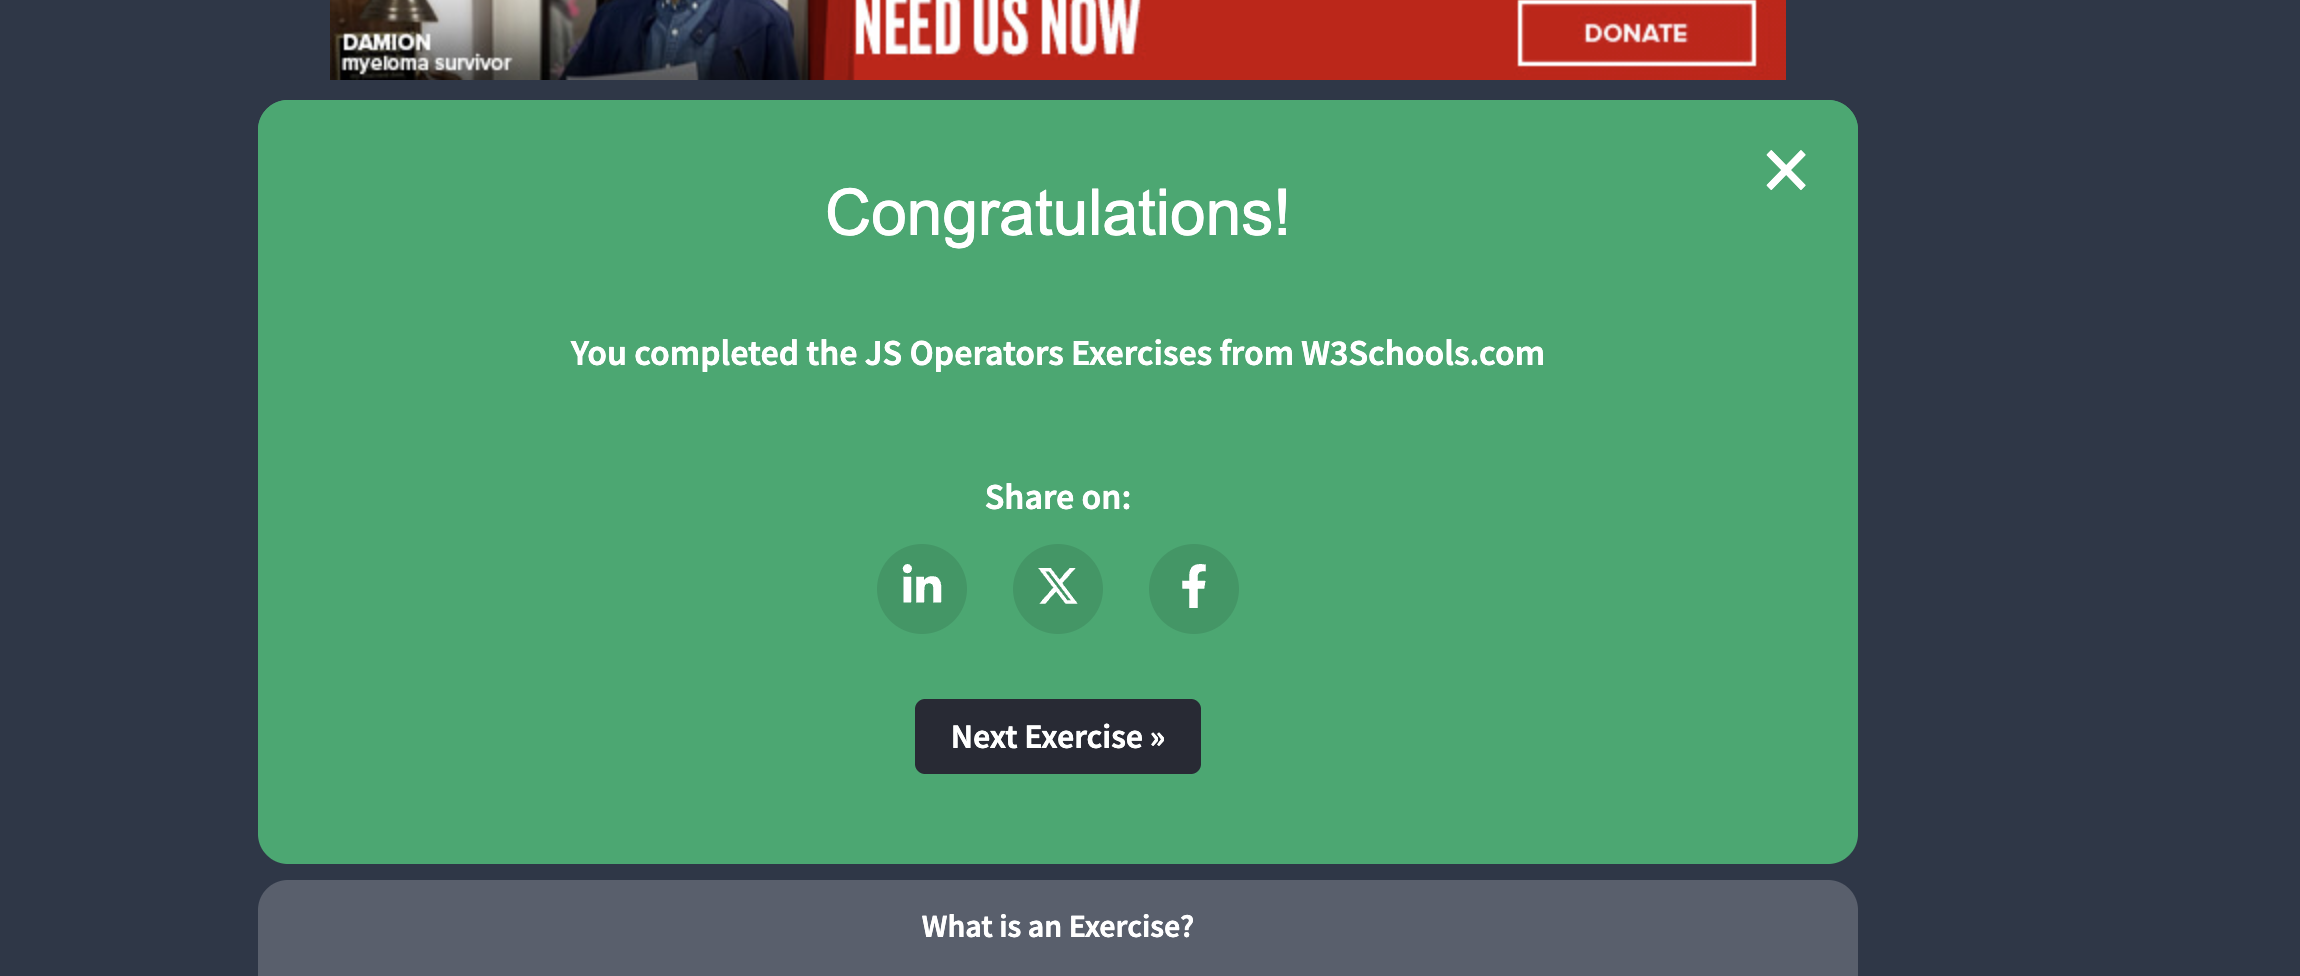 DAMION
myeloma survivor
NEED US NOW
DONATE
Congratulations!
You completed the JS Operators Exercises from W3Schools.com
Share on:
in
X
f
Next Exercise »
What is an Exercise?